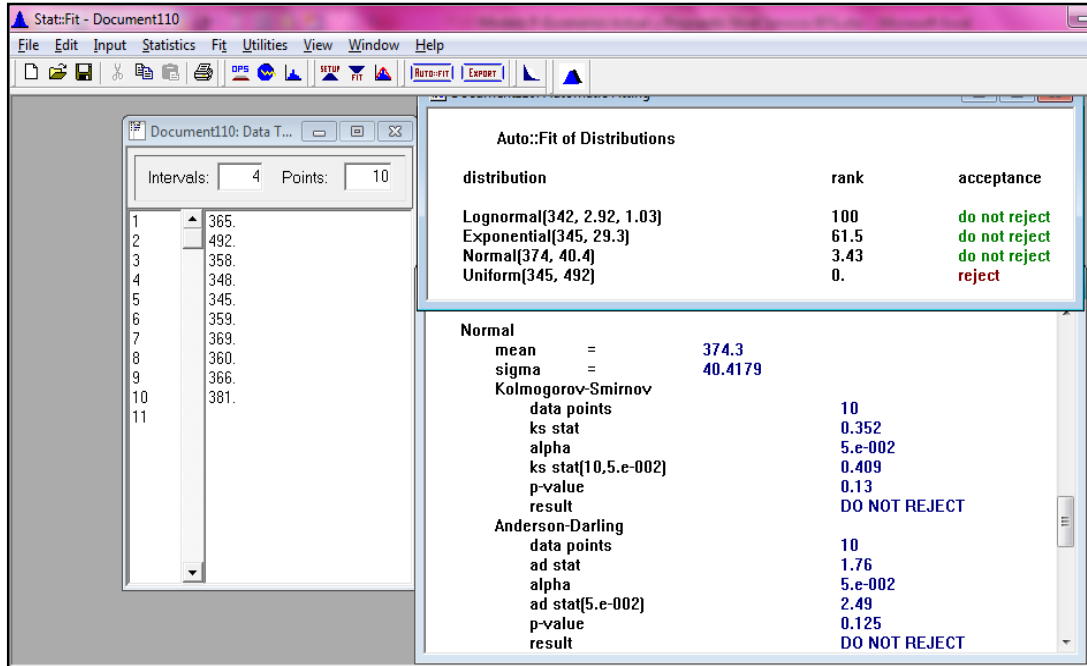 Stat::Fit - Document110
File Edit Input Statistics Fit Utilities View Window Help
OPS SETUP FIT AUTO::FIT EXPORT
Document110: Data T...
Intervals: 4 Points: 10
1 365.
2 492.
3 358.
4 348.
5 345.
6 359.
7 369.
8 360.
9 366.
10 381.
11
Auto::Fit of Distributions
distribution rank acceptance
Lognormal(342, 2.92, 1.03) 100 do not reject
Exponential(345, 29.3) 61.5 do not reject
Normal(374, 40.4) 3.43 do not reject
Uniform(345, 492) 0. reject
Normal
mean = 374.3
sigma = 40.4179
Kolmogorov-Smirnov
data points 10
ks stat 0.352
alpha 5.e-002
ks stat(10,5.e-002) 0.409
p-value 0.13
result DO NOT REJECT
Anderson-Darling
data points 10
ad stat 1.76
alpha 5.e-002
ad stat(5.e-002) 2.49
p-value 0.125
result DO NOT REJECT